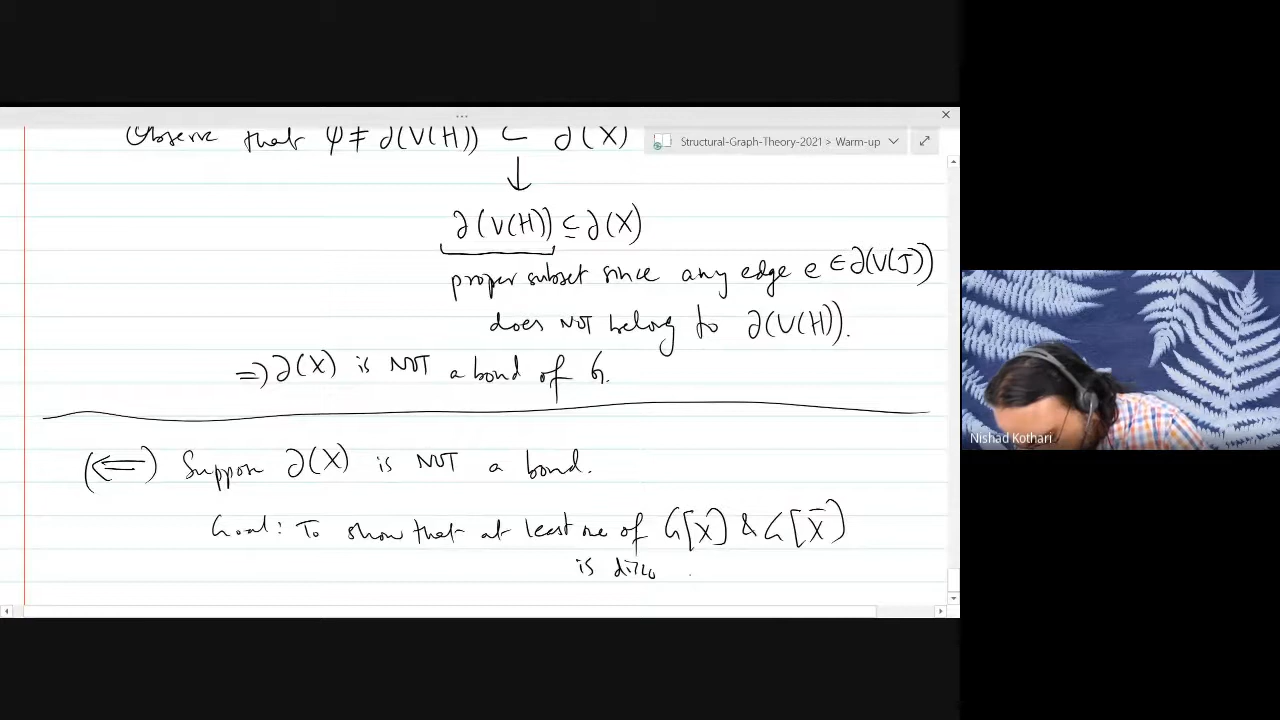 Observe that φ ≠ ∂(V(H)) ⊂ ∂(X)
Structural-Graph-Theory-2021 > Warm-up
↓
∂(V(H)) ⊆ ∂(X)
proper subset since any edge e ∈ ∂(V(J))
does NOT belong to ∂(V(H)).
⇒ ∂(X) is NOT a bond of G.
(⇐) Suppose ∂(X) is NOT a bond.
Goal: To show that at least one of G[X] & G[X̄]
is disco
Nishad Kothari